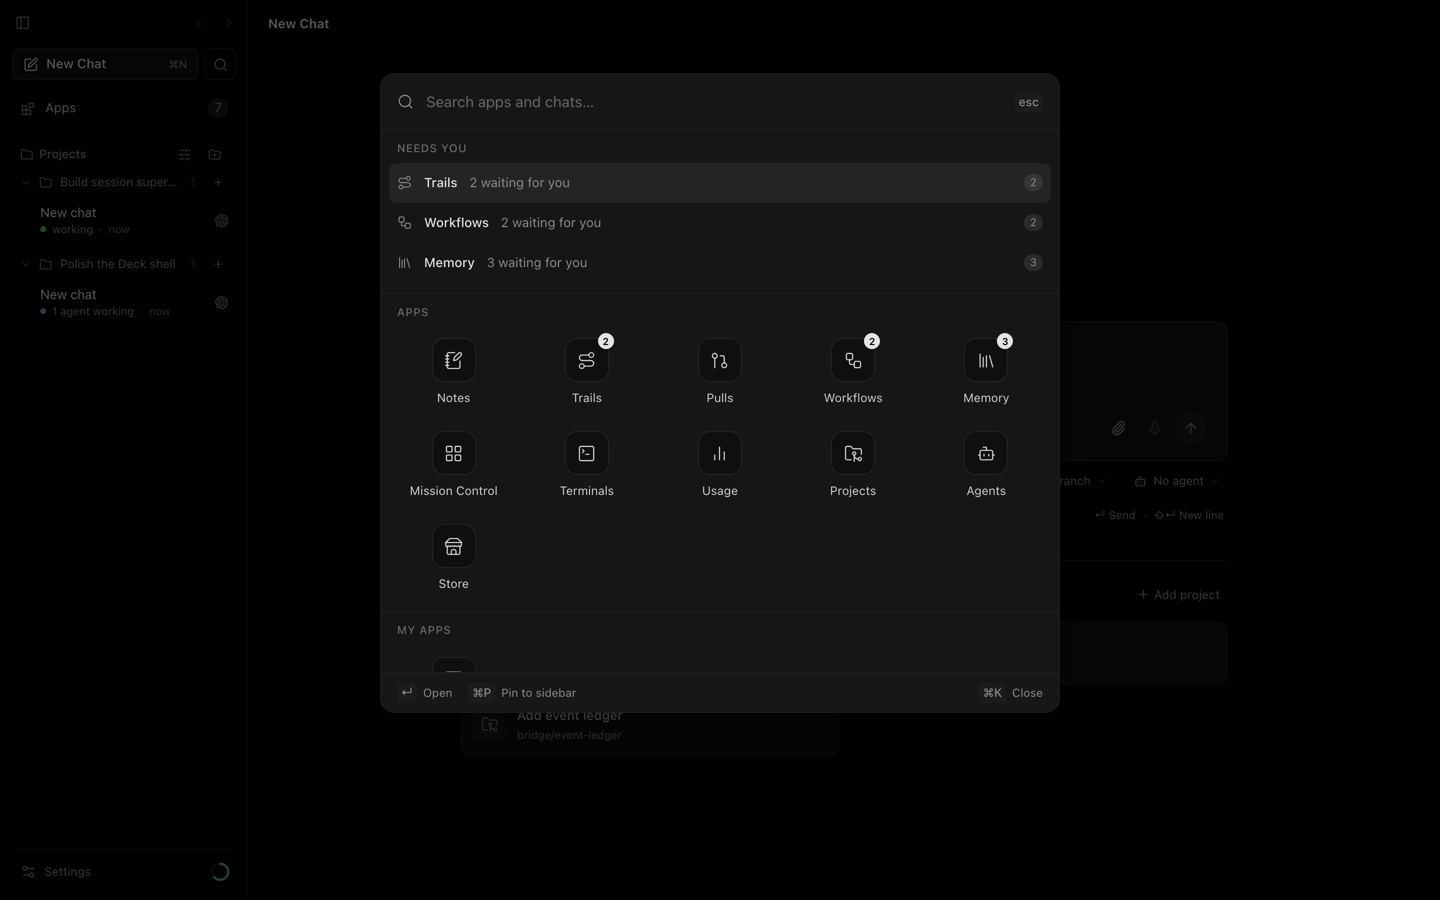 New Chat
New Chat ⌘N
Apps 7
Projects
Build session super... 1
New chat
working · now
Polish the Deck shell 1
New chat
1 agent working · now
Settings
Search apps and chats...
esc
NEEDS YOU
Trails 2 waiting for you 2
Workflows 2 waiting for you 2
Memory 3 waiting for you 3
APPS
2 2 3
Notes Trails Pulls Workflows Memory
Mission Control Terminals Usage Projects Agents
Store
MY APPS
↵ Open ⌘P Pin to sidebar ⌘K Close
ranch No agent
↵ Send · ⇧↵ New line
+ Add project
Add event ledger
bridge/event-ledger